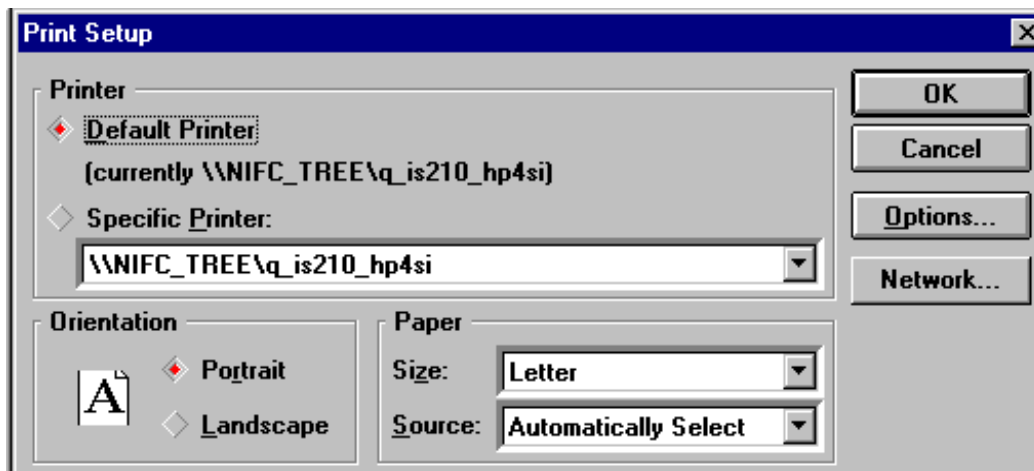 Print Setup
Printer
Default Printer
(currently \\NIFC_TREE\q_is210_hp4si)
Specific Printer:
\\NIFC_TREE\q_is210_hp4si
OK
Cancel
Options...
Network...
Orientation
A
Portrait
Landscape
Paper
Size:
Letter
Source:
Automatically Select